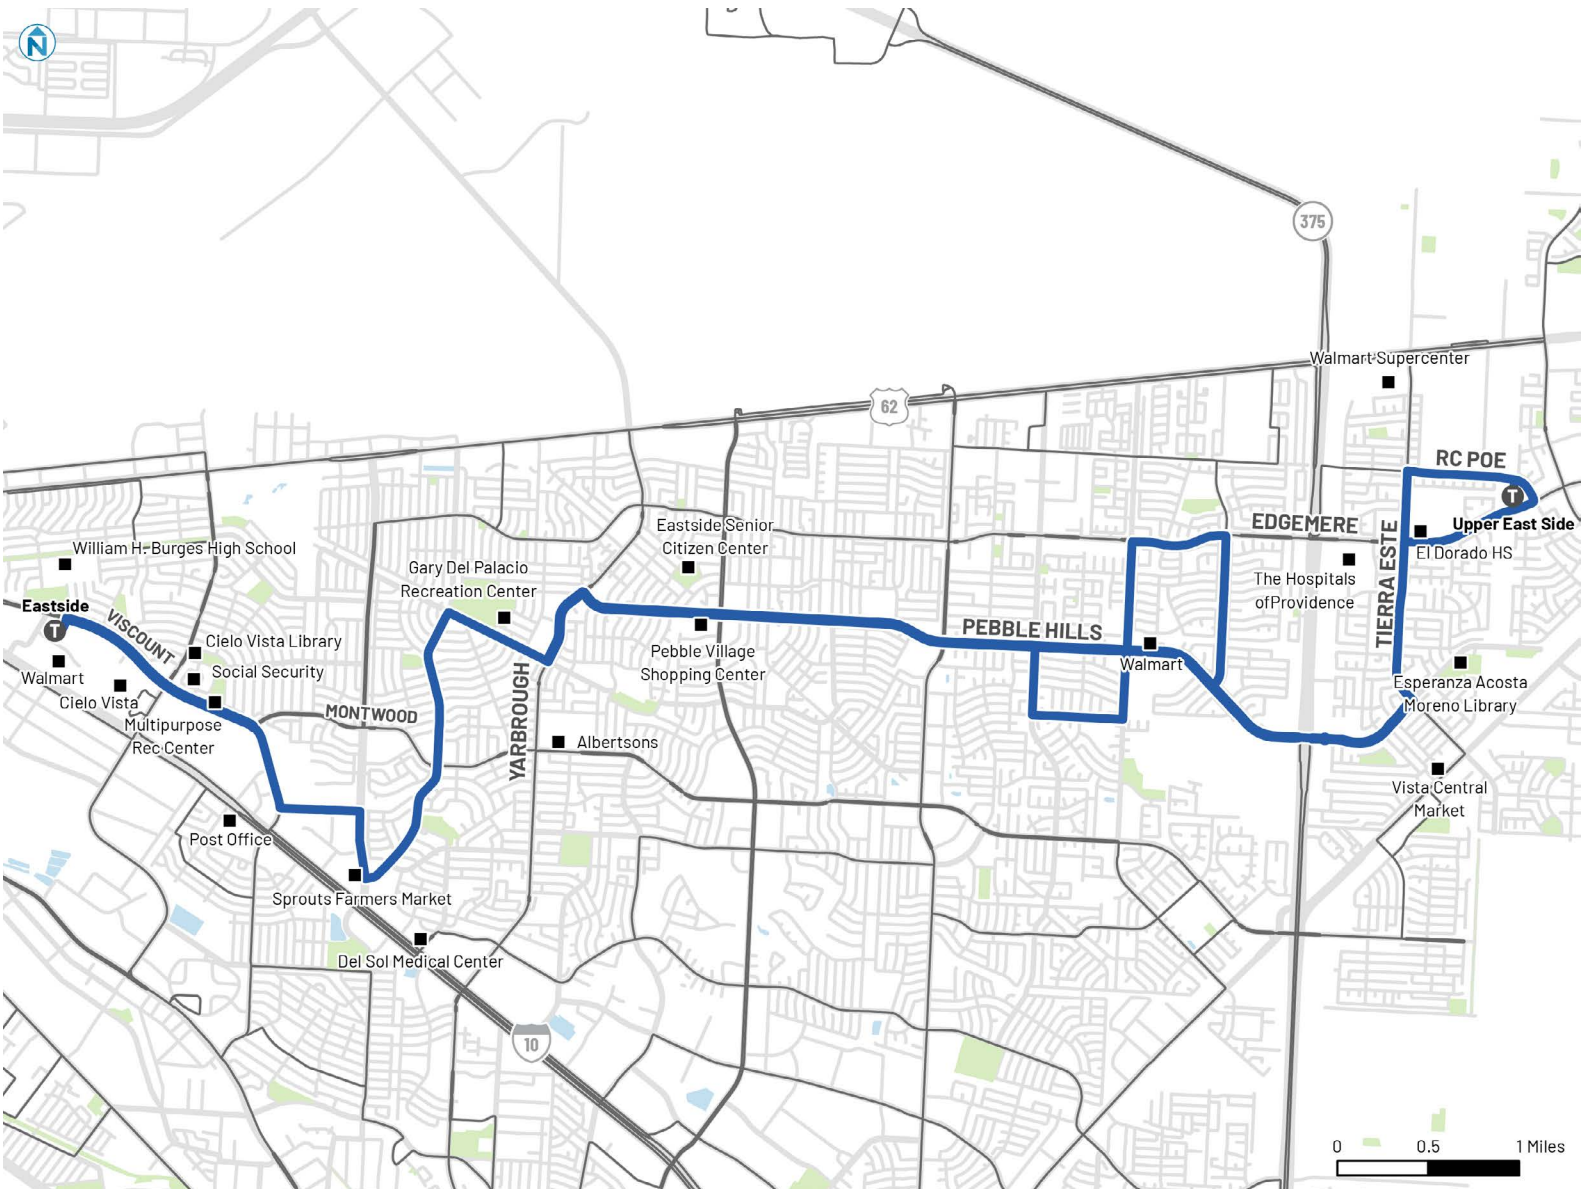 N
375
Walmart Supercenter
62
RC POE
T
Upper East Side
EDGEMERE
El Dorado HS
TIERRA ESTE
The Hospitals
ofProvidence
Eastside Senior
Citizen Center
William H. Burges High School
Gary Del Palacio
Recreation Center
Eastside
T
VISCOUNT
Cielo Vista Library
Social Security
Walmart
Cielo Vista
Multipurpose
Rec Center
MONTWOOD
YARBROUGH
Albertsons
Pebble Village
Shopping Center
PEBBLE HILLS
Walmart
Esperanza Acosta
Moreno Library
Vista Central
Market
Post Office
Sprouts Farmers Market
Del Sol Medical Center
10
0 0.5 1 Miles